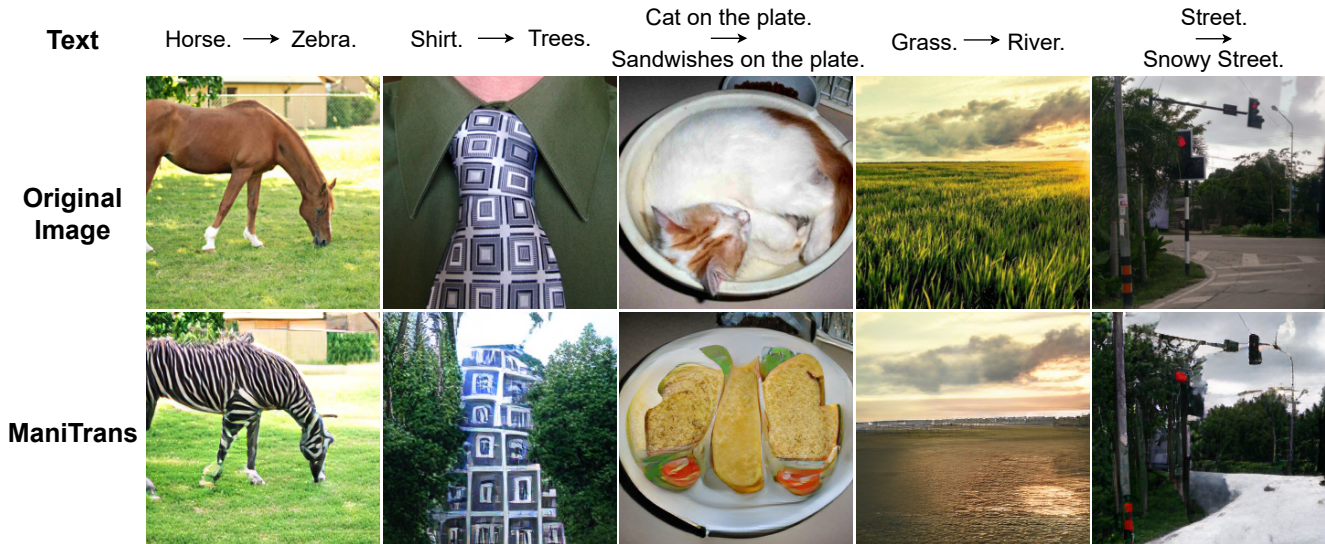 Text
Horse. → Zebra.
Shirt. → Trees.
Cat on the plate.
→
Sandwishes on the plate.
Grass. → River.
Street.
→
Snowy Street.
Original
Image
ManiTrans